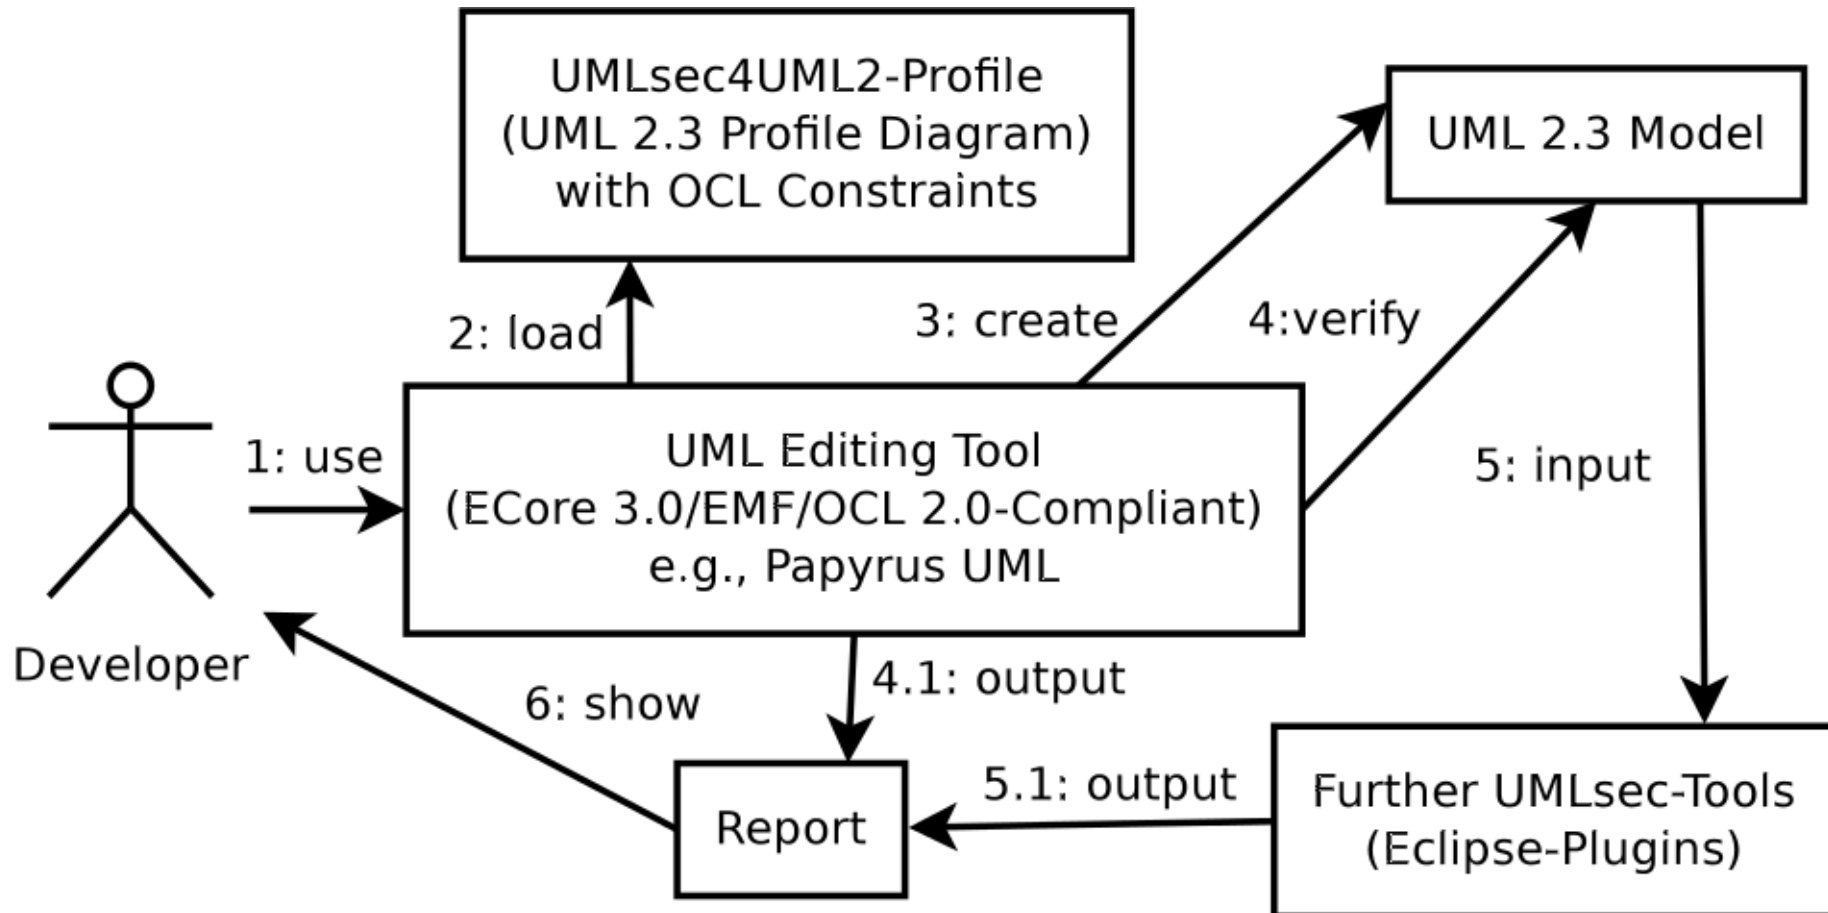 UMLsec4UML2-Profile
(UML 2.3 Profile Diagram)
with OCL Constraints
UML 2.3 Model
2: load
3: create
4:verify
1: use
UML Editing Tool
(ECore 3.0/EMF/OCL 2.0-Compliant)
e.g., Papyrus UML
5: input
Developer
6: show
4.1: output
5.1: output
Report
Further UMLsec-Tools
(Eclipse-Plugins)